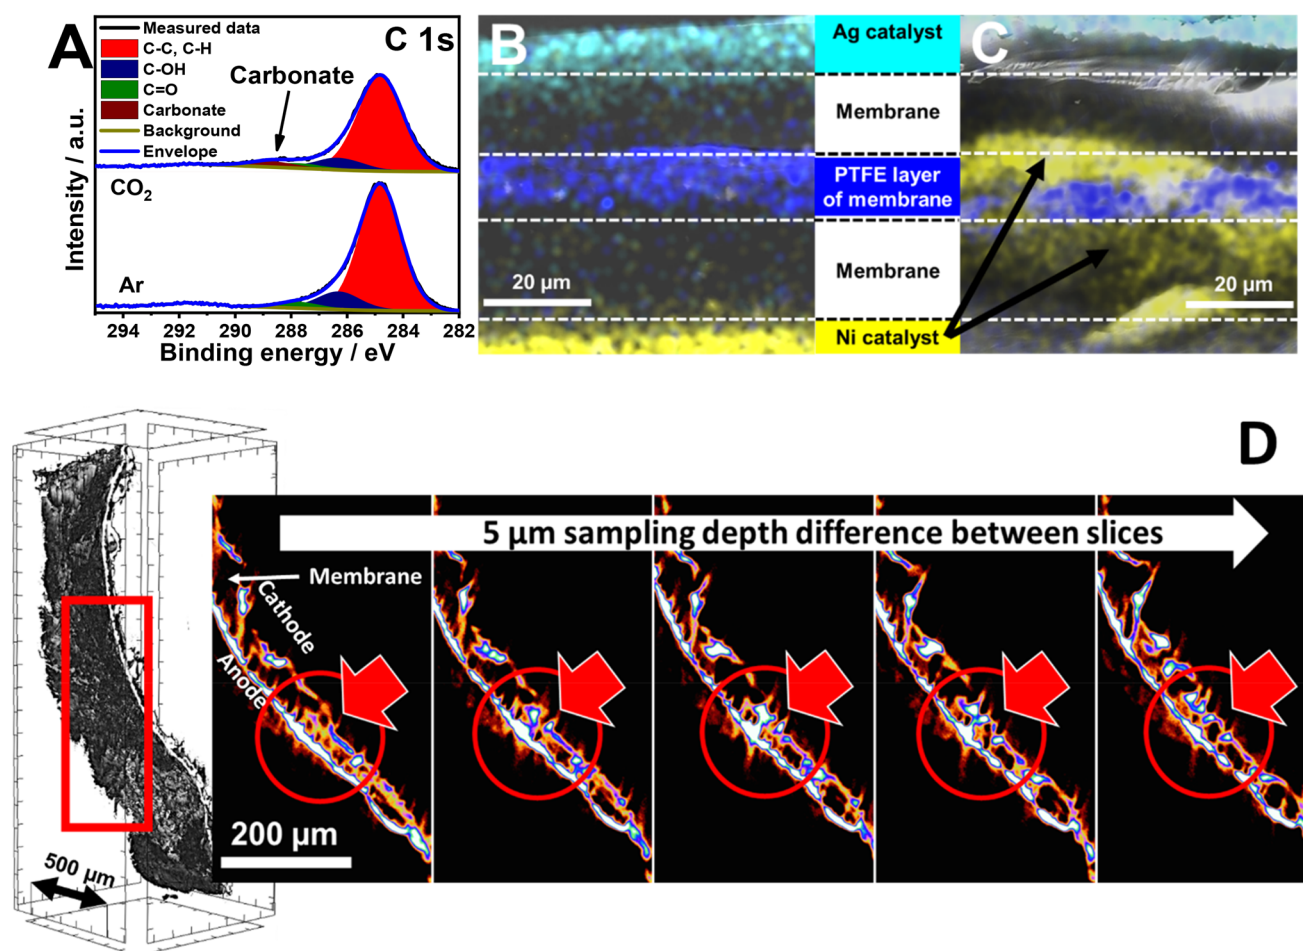 A
C 1s
Measured data
C-C, C-H
C-OH
C=O
Carbonate
Background
Envelope
Carbonate
CO2
Ar
Intensity / a.u.
294 292 290 288 286 284 282
Binding energy / eV
B
20 µm
Ag catalyst
Membrane
PTFE layer
of membrane
Membrane
Ni catalyst
C
20 µm
D
5 µm sampling depth difference between slices
Membrane
Cathode
Anode
200 µm
500 µm